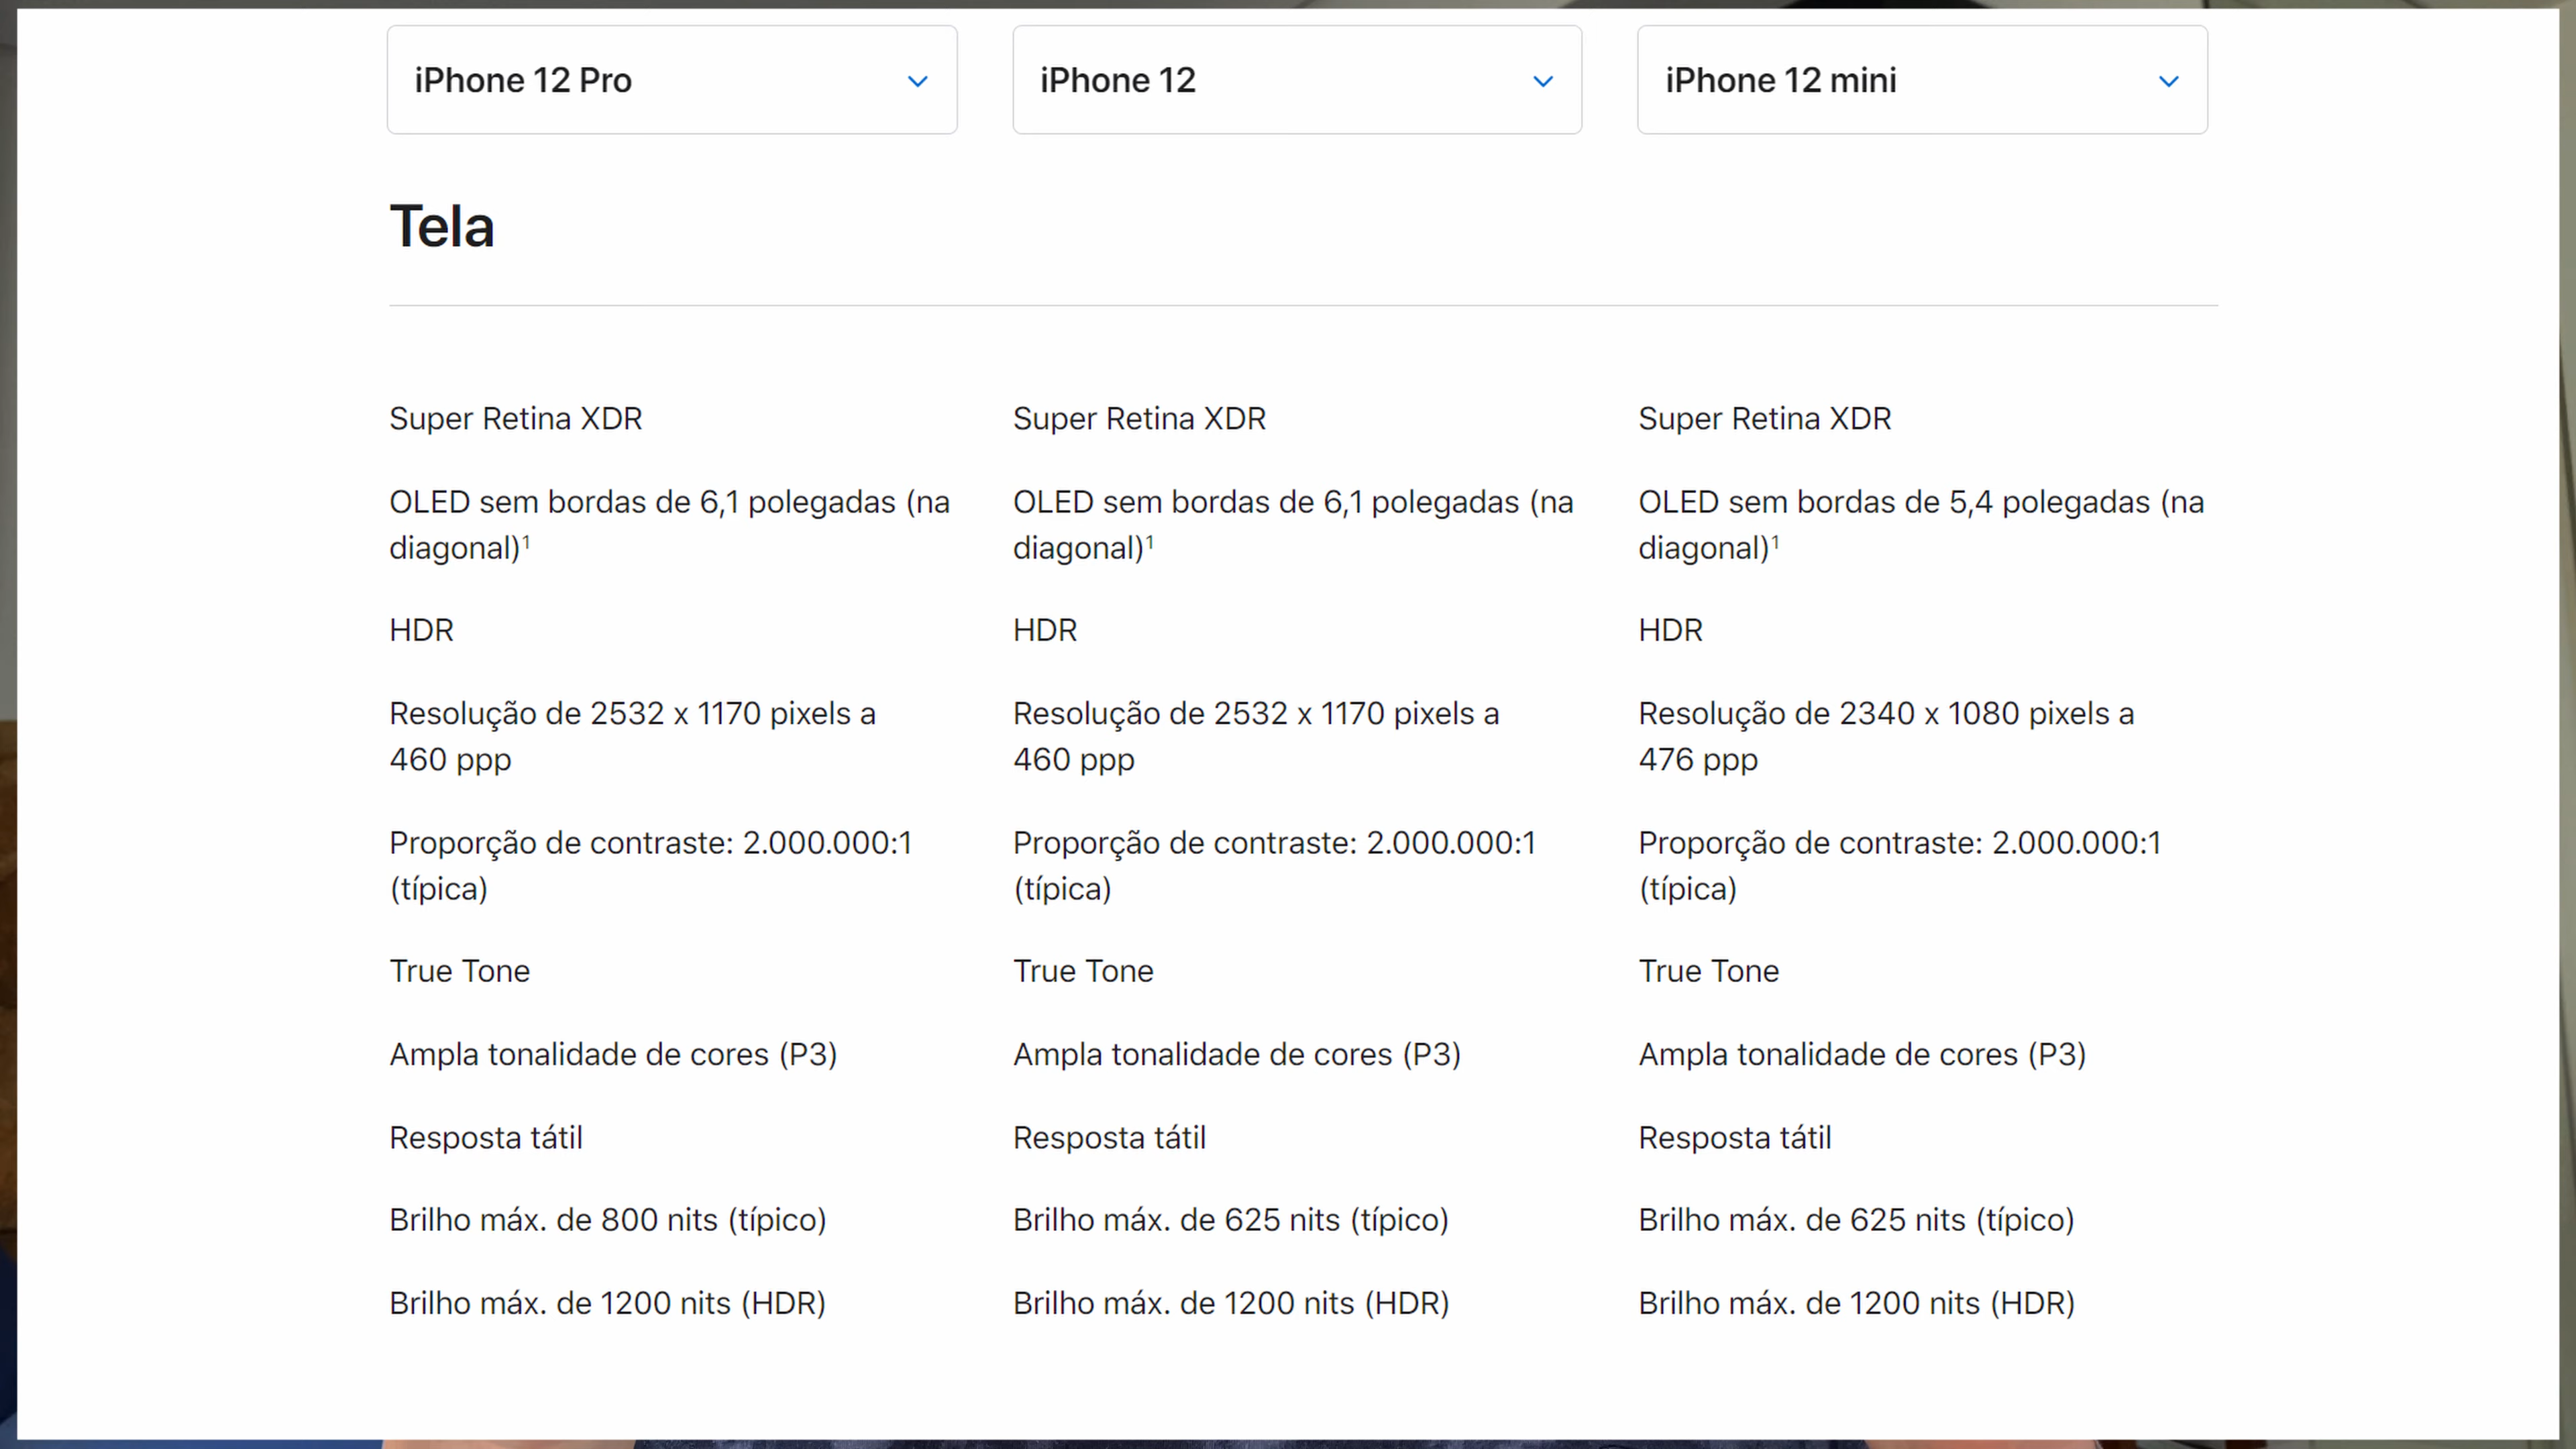 iPhone 12 Pro
iPhone 12
iPhone 12 mini
Tela
Super Retina XDR
OLED sem bordas de 6,1 polegadas (na
diagonal)¹
HDR
Resolução de 2532 x 1170 pixels a
460 ppp
Proporção de contraste: 2.000.000:1
(típica)
True Tone
Ampla tonalidade de cores (P3)
Resposta tátil
Brilho máx. de 800 nits (típico)
Brilho máx. de 1200 nits (HDR)
Super Retina XDR
OLED sem bordas de 6,1 polegadas (na
diagonal)¹
HDR
Resolução de 2532 x 1170 pixels a
460 ppp
Proporção de contraste: 2.000.000:1
(típica)
True Tone
Ampla tonalidade de cores (P3)
Resposta tátil
Brilho máx. de 625 nits (típico)
Brilho máx. de 1200 nits (HDR)
Super Retina XDR
OLED sem bordas de 5,4 polegadas (na
diagonal)¹
HDR
Resolução de 2340 x 1080 pixels a
476 ppp
Proporção de contraste: 2.000.000:1
(típica)
True Tone
Ampla tonalidade de cores (P3)
Resposta tátil
Brilho máx. de 625 nits (típico)
Brilho máx. de 1200 nits (HDR)